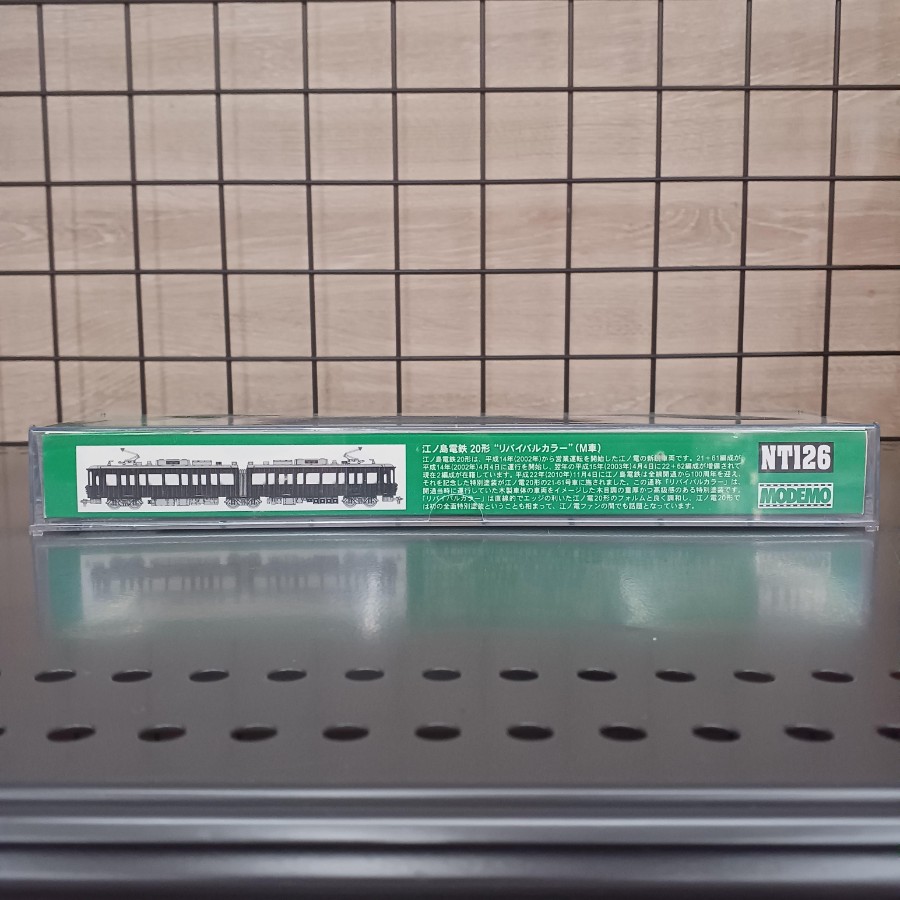 江ノ島電鉄 20形 “リバイバルカラー”(M車)
江ノ島電鉄20形は、平成14年(2002年)から営業運転を開始した江ノ電の新鋭車両です。21+61編成が、
平成14年(2002年)4月4日に運行を開始し、翌年の平成15年(2003年)4月4日に22+62編成が増備されて
現在2編成が在籍しています。平成22年(2010年)11月4日に江ノ島電鉄は全線開通から100周年を迎え、
それを記念した特別塗装が江ノ電20形の21-61号車に施されました。この通称「リバイバルカラー」は、
開通当時に運行していた木製車体の車両をイメージした木目調の重厚かつ高級感のある特別塗装です。
「リバイバルカラー」は直線的でエッジの利いた江ノ電20形のフォルムと良く調和し、江ノ電20形で
は初の全面特別塗装ということも相まって、江ノ電ファンの間でも話題となっています。
NT126
MODEMO